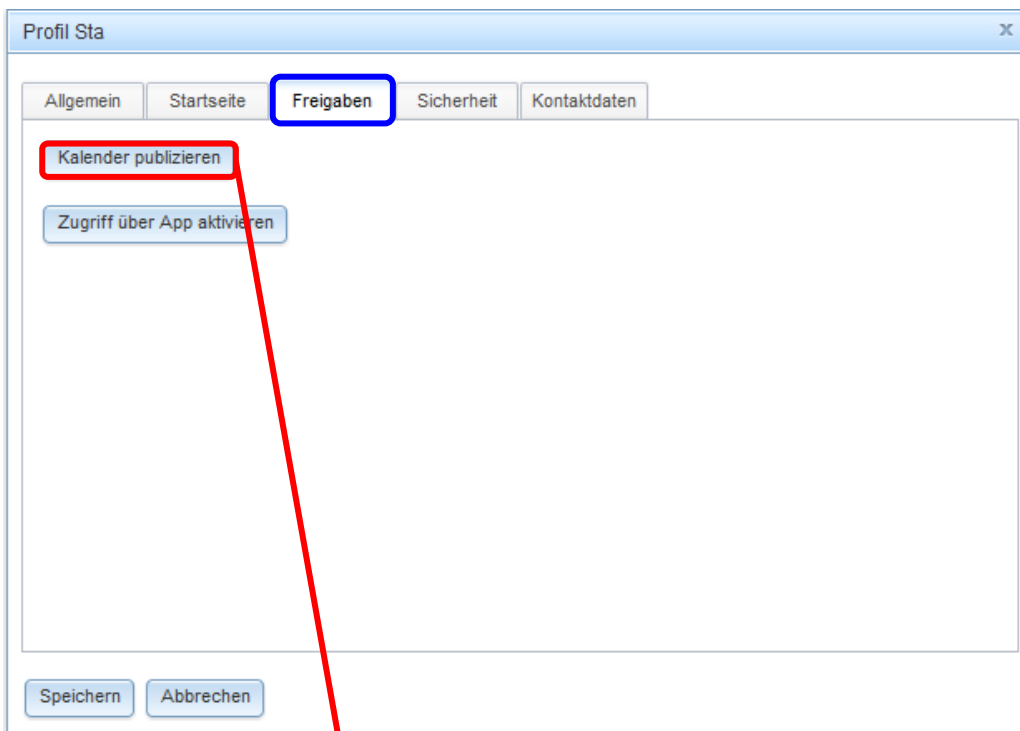 Profil Sta x
Allgemein Startseite Freigaben Sicherheit Kontaktdaten
Kalender publizieren
Zugriff über App aktivieren
Speichern Abbrechen